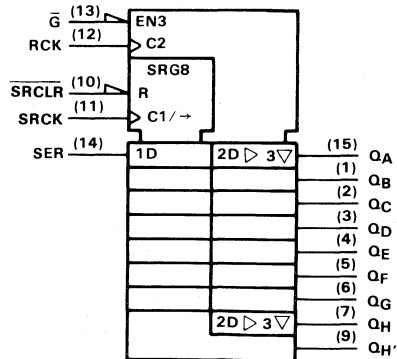 G̅ (13) EN3
RCK (12) C2
SRG8
S̅R̅C̅L̅R̅ (10) R
SRCK (11) C1/→
SER (14) 1D 2D ▷ 3▽ (15) QA
(1) QB
(2) QC
(3) QD
(4) QE
(5) QF
(6) QG
2D ▷ 3▽ (7) QH
(9) QH'